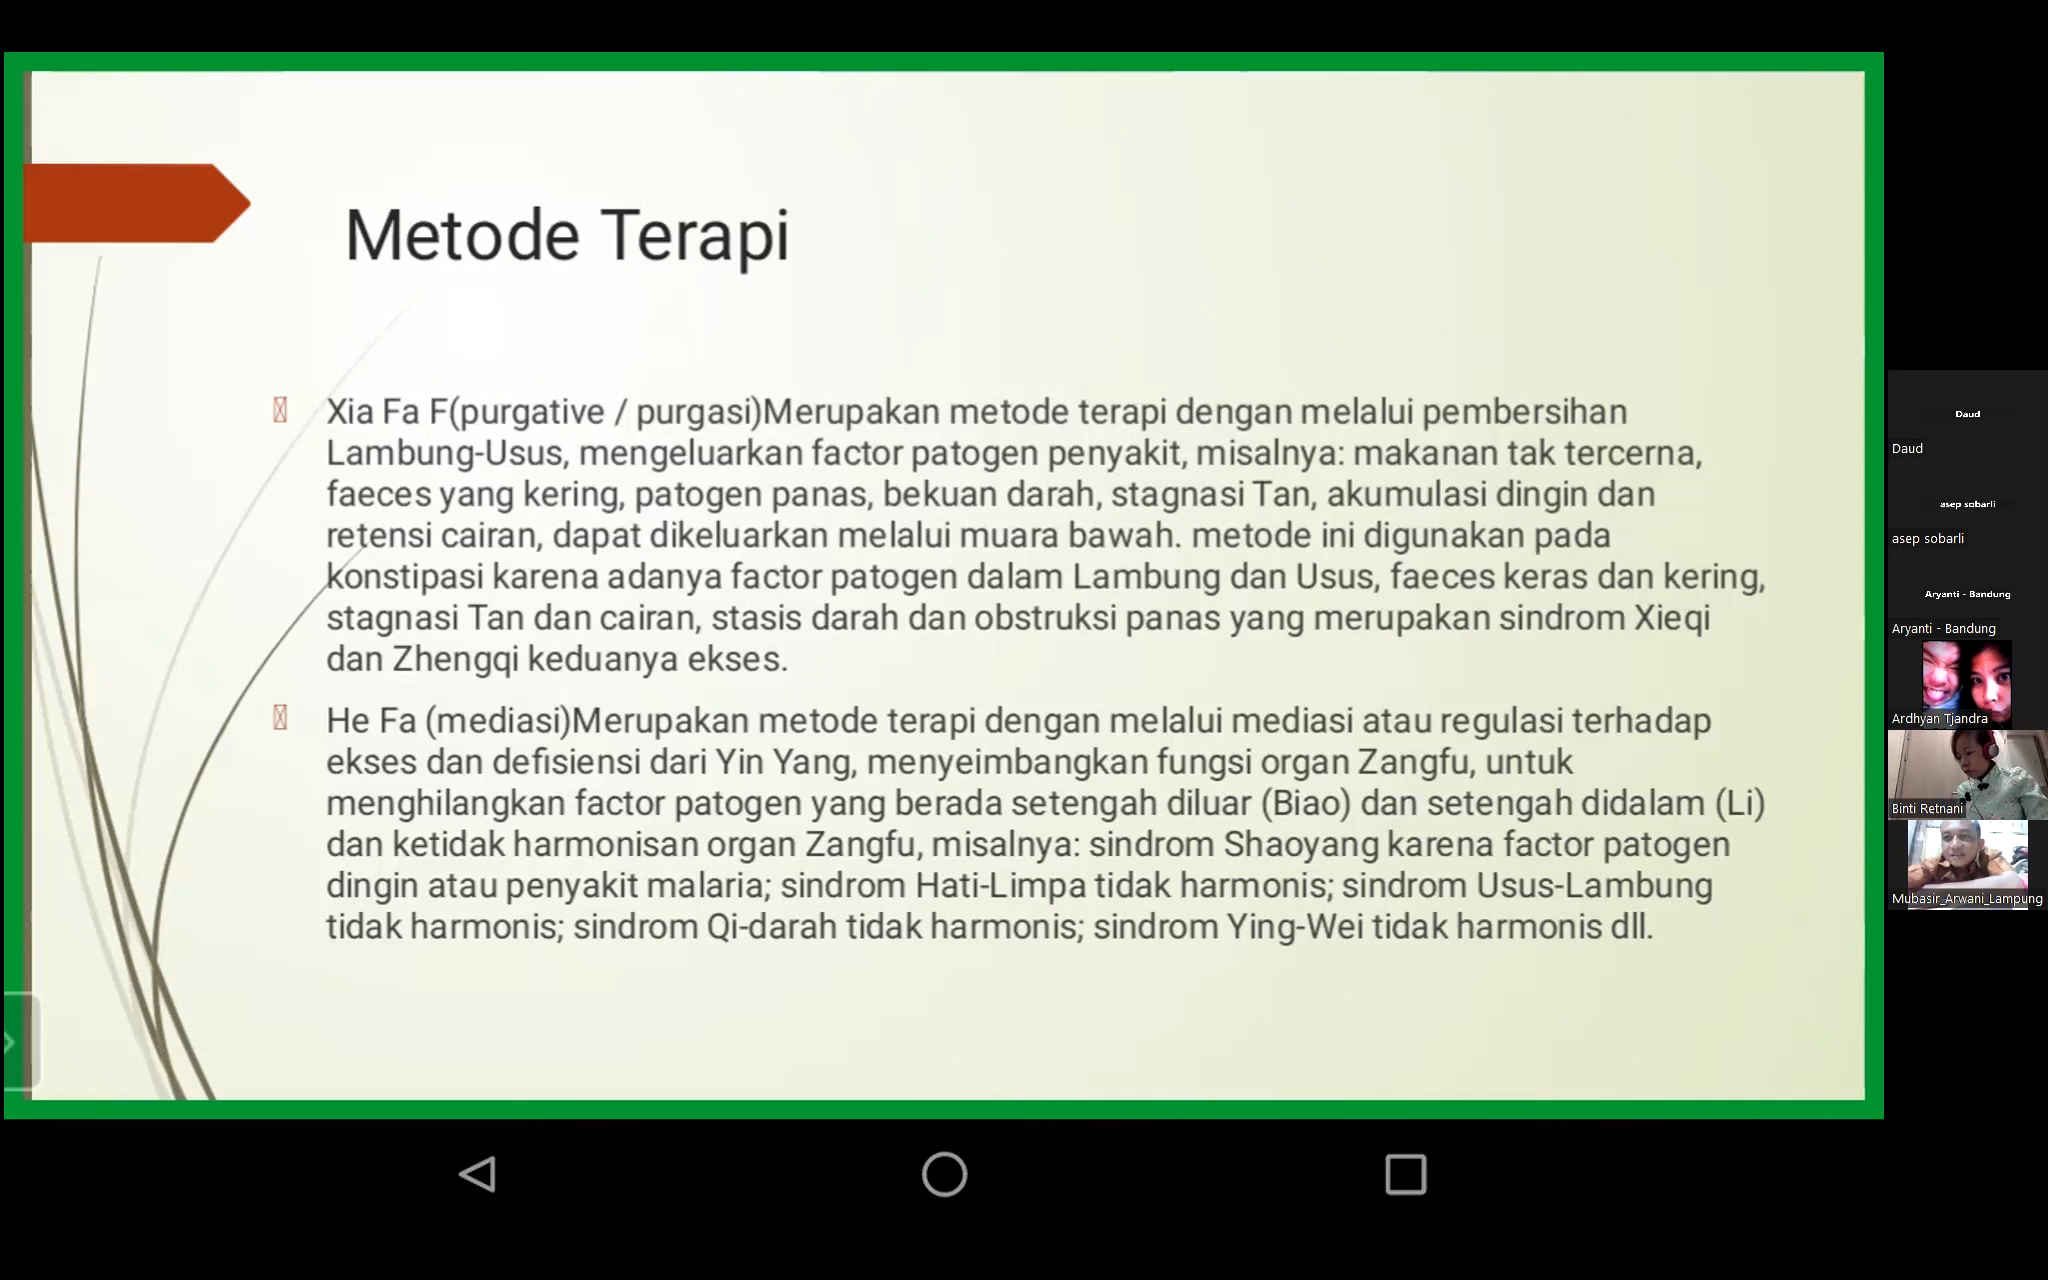 Metode Terapi
Xia Fa F(purgative / purgasi)Merupakan metode terapi dengan melalui pembersihan
Lambung-Usus, mengeluarkan factor patogen penyakit, misalnya: makanan tak tercerna,
faeces yang kering, patogen panas, bekuan darah, stagnasi Tan, akumulasi dingin dan
retensi cairan, dapat dikeluarkan melalui muara bawah. metode ini digunakan pada
konstipasi karena adanya factor patogen dalam Lambung dan Usus, faeces keras dan kering,
stagnasi Tan dan cairan, stasis darah dan obstruksi panas yang merupakan sindrom Xieqi
dan Zhengqi keduanya ekses.
He Fa (mediasi)Merupakan metode terapi dengan melalui mediasi atau regulasi terhadap
ekses dan defisiensi dari Yin Yang, menyeimbangkan fungsi organ Zangfu, untuk
menghilangkan factor patogen yang berada setengah diluar (Biao) dan setengah didalam (Li)
dan ketidak harmonisan organ Zangfu, misalnya: sindrom Shaoyang karena factor patogen
dingin atau penyakit malaria; sindrom Hati-Limpa tidak harmonis; sindrom Usus-Lambung
tidak harmonis; sindrom Qi-darah tidak harmonis; sindrom Ying-Wei tidak harmonis dll.
Daud
Daud
asep sobarli
asep sobarli
Aryanti - Bandung
Aryanti - Bandung
Ardhyan Tjandra
Binti Retnani
Mubasir_Arwani_Lampung